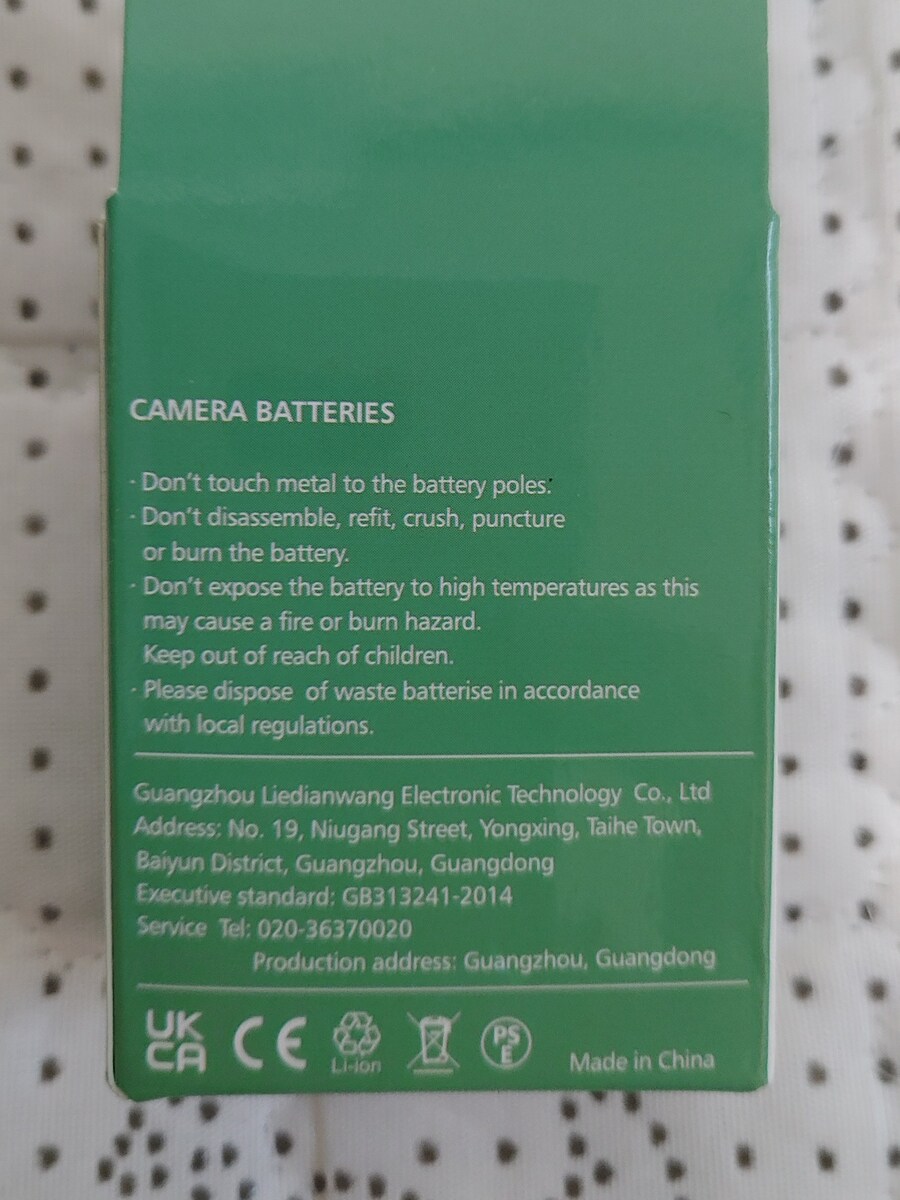 CAMERA BATTERIES
· Don't touch metal to the battery poles.
· Don't disassemble, refit, crush, puncture
or burn the battery.
· Don't expose the battery to high temperatures as this
may cause a fire or burn hazard.
Keep out of reach of children.
· Please dispose of waste batterise in accordance
with local regulations.
Guangzhou Liedianwang Electronic Technology Co., Ltd
Address: No. 19, Niugang Street, Yongxing, Taihe Town,
Baiyun District, Guangzhou, Guangdong
Executive standard: GB313241-2014
Service Tel: 020-36370020
Production address: Guangzhou, Guangdong
UK
CA CE Li-ion PS
E Made in China